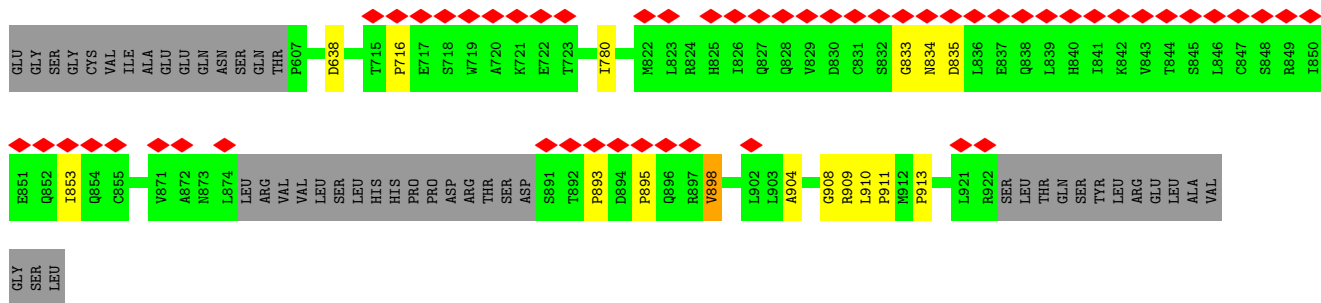 GLU GLY SER GLY CYS VAL ILE ALA GLU GLU GLN ASN SER GLN THR P607 D638 T715 P716 E717 S718 W719 A720 K721 E722 T723 I780 M822 L823 R824 H825 I826 Q827 Q828 V829 D830 C831 S832 G833 N834 D835 L836 E837 Q838 L839 H840 I841 K842 V843 T844 S845 L846 C847 S848 R849 I850
E851 Q852 I853 Q854 C855 V871 A872 N873 L874 LEU ARG VAL VAL LEU SER LEU HIS HIS PRO PRO ASP ARG THR SER ASP S891 T892 P893 D894 P895 Q896 R897 V898 L902 L903 A904 G908 R909 L910 P911 M912 P913 L921 R922 SER LEU THR GLN SER TYR LEU ARG GLU LEU ALA VAL
GLY SER LEU